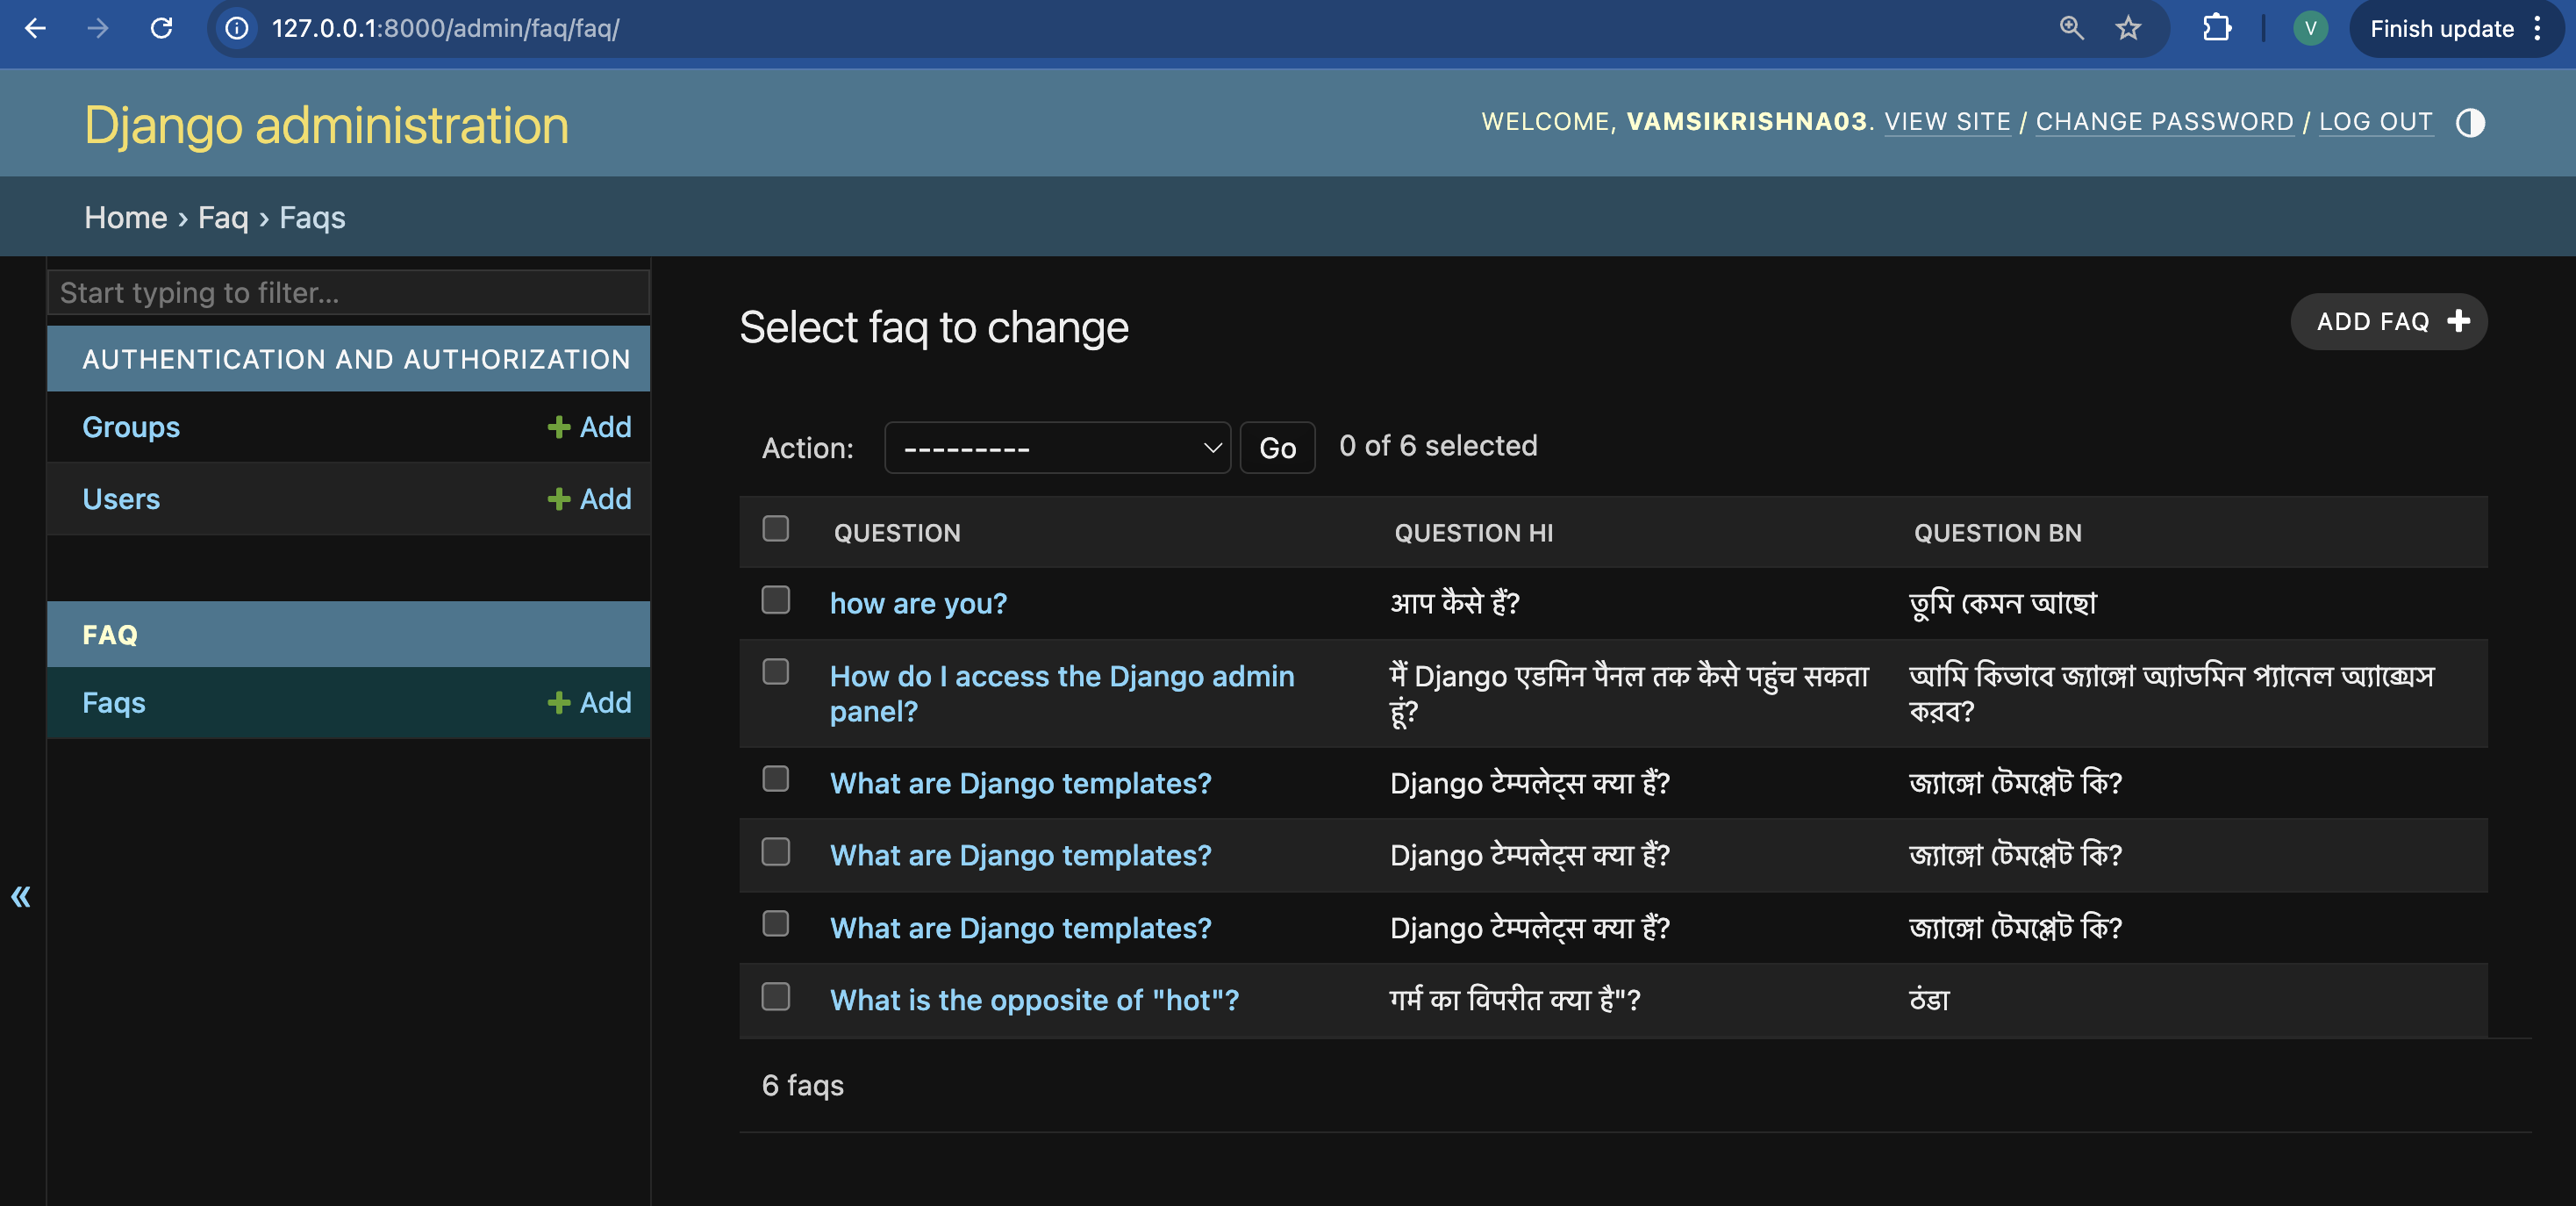 127.0.0.1:8000/admin/faq/faq/
V
Finish update
Django administration
WELCOME, VAMSIKRISHNA03. VIEW SITE / CHANGE PASSWORD / LOG OUT
Home › Faq › Faqs
Start typing to filter...
AUTHENTICATION AND AUTHORIZATION
Groups + Add
Users + Add
FAQ
Faqs + Add
«
Select faq to change
ADD FAQ +
Action: --------- Go 0 of 6 selected
QUESTION QUESTION HI QUESTION BN
how are you? आप कैसे हैं? তুমি কেমন আছো
How do I access the Django admin मैं Django एडमिन पैनल तक कैसे पहुंच सकता আমি কিভাবে জ্যাঙ্গো অ্যাডমিন প্যানেল অ্যাক্সেস
panel? हूं? করব?
What are Django templates? Django टेम्पलेट्स क्या हैं? জ্যাঙ্গো টেমপ্লেট কি?
What are Django templates? Django टेम्पलेट्स क्या हैं? জ্যাঙ্গো টেমপ্লেট কি?
What are Django templates? Django टेम्पलेट्स क्या हैं? জ্যাঙ্গো টেমপ্লেট কি?
What is the opposite of "hot"? गर्म का विपरीत क्या है"? ঠংডা
6 faqs